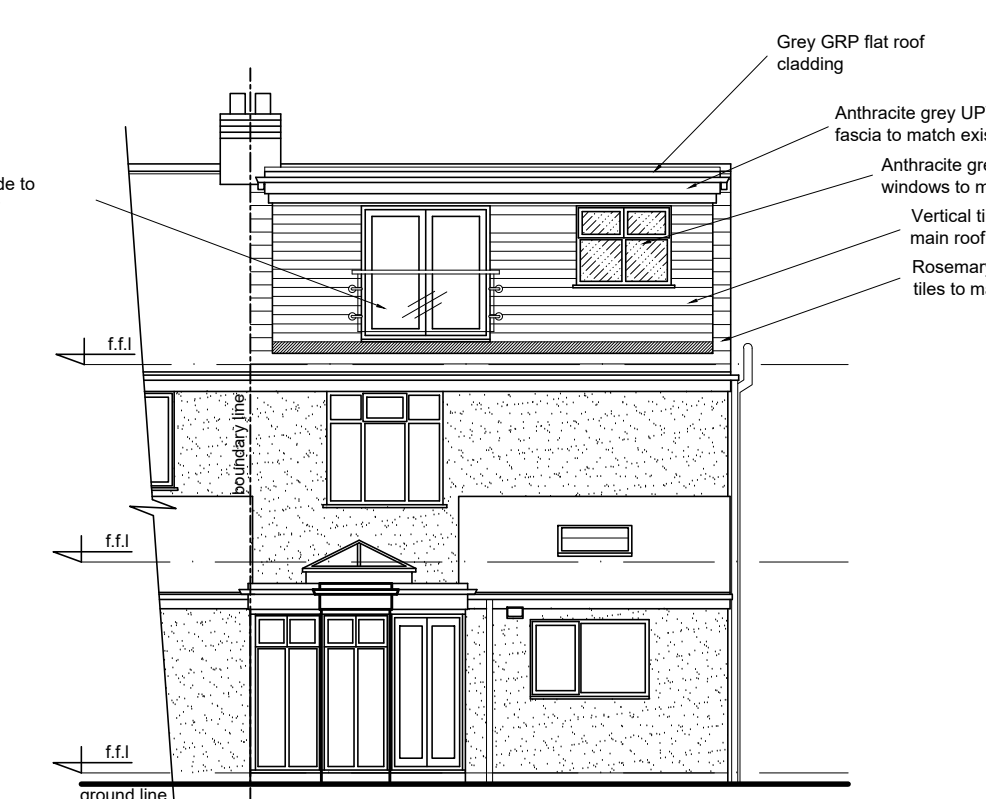 Grey GRP flat roof
cladding
Anthracite grey UP
fascia to match exis
Anthracite gre
windows to m
de to
Vertical ti
main roof
Rosemary
tiles to ma
f.f.l
boundary line
f.f.l
f.f.l
ground line